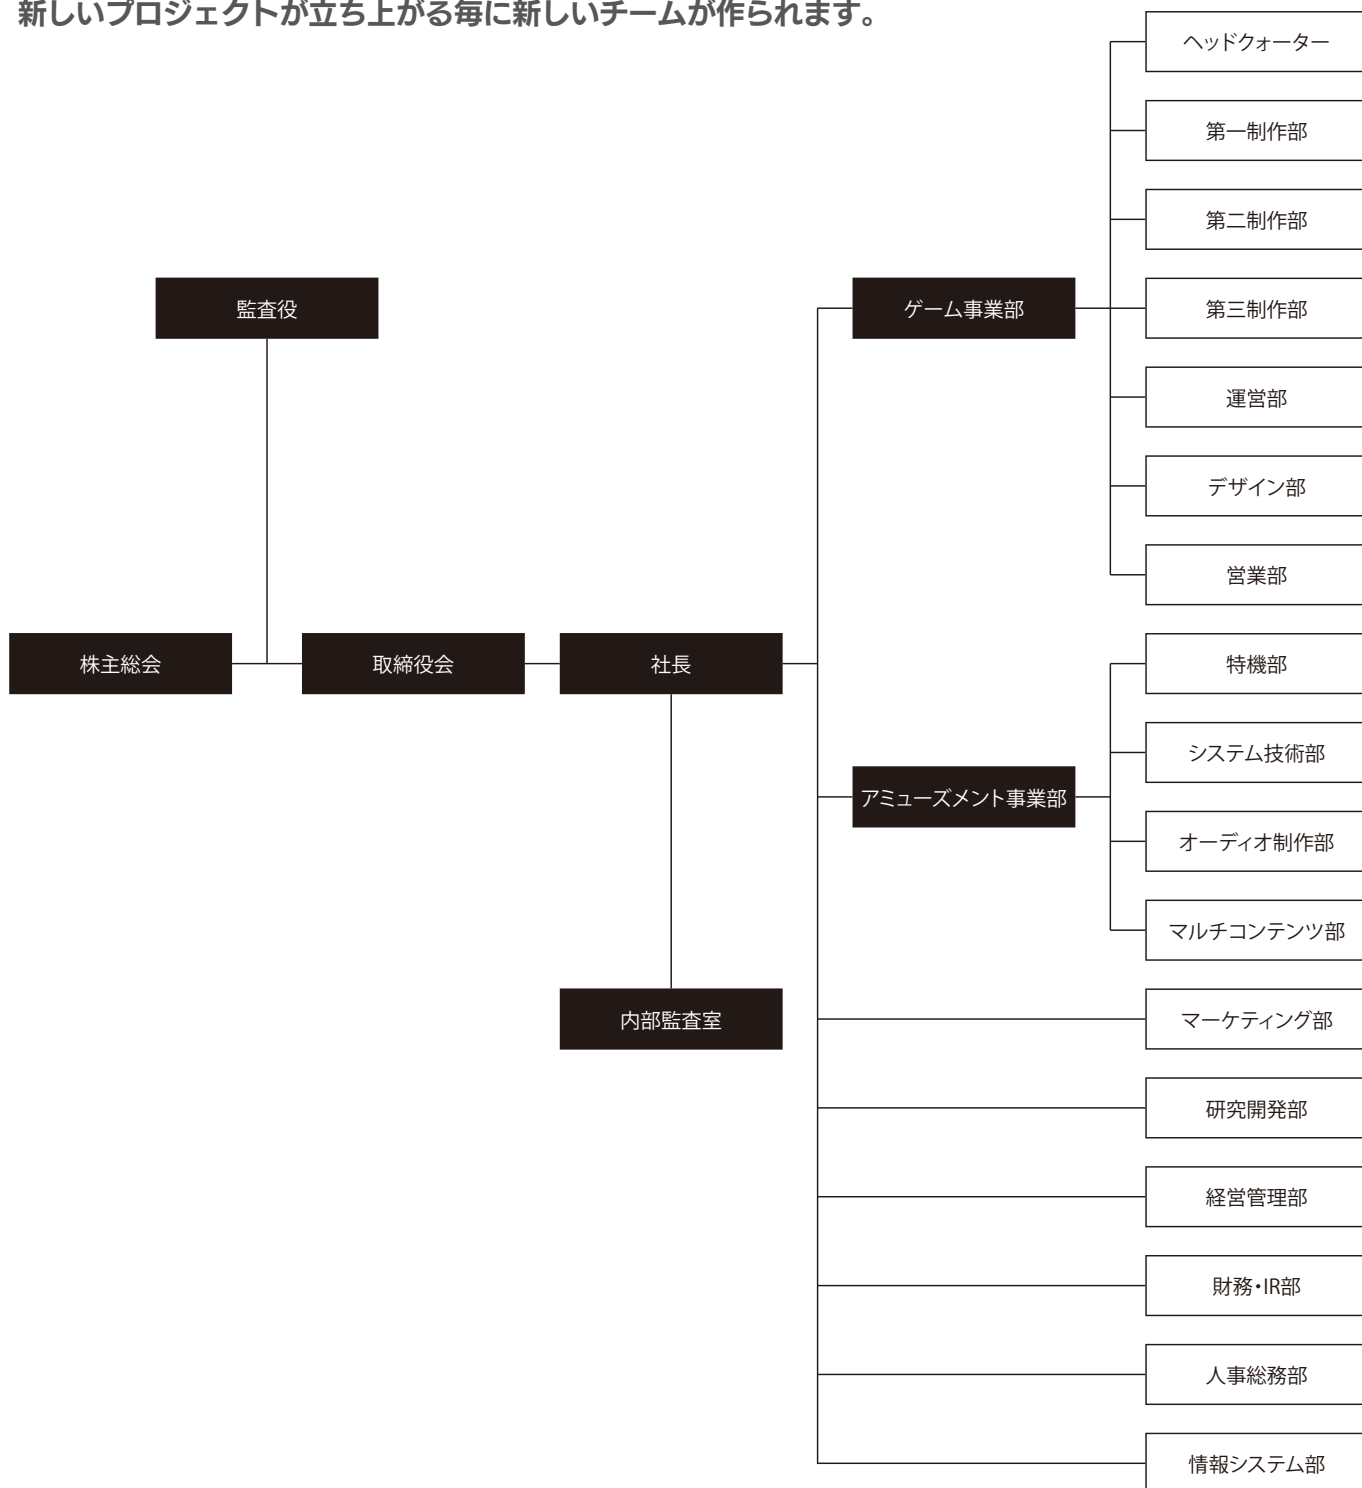 新しいプロジェクトが立ち上がる毎に新しいチームが作られます。
ヘッドクォーター
第一制作部
第二制作部
監査役
ゲーム事業部
第三制作部
運営部
デザイン部
営業部
株主総会
取締役会
社長
特機部
システム技術部
アミューズメント事業部
オーディオ制作部
マルチコンテンツ部
内部監査室
マーケティング部
研究開発部
経営管理部
財務・IR部
人事総務部
情報システム部